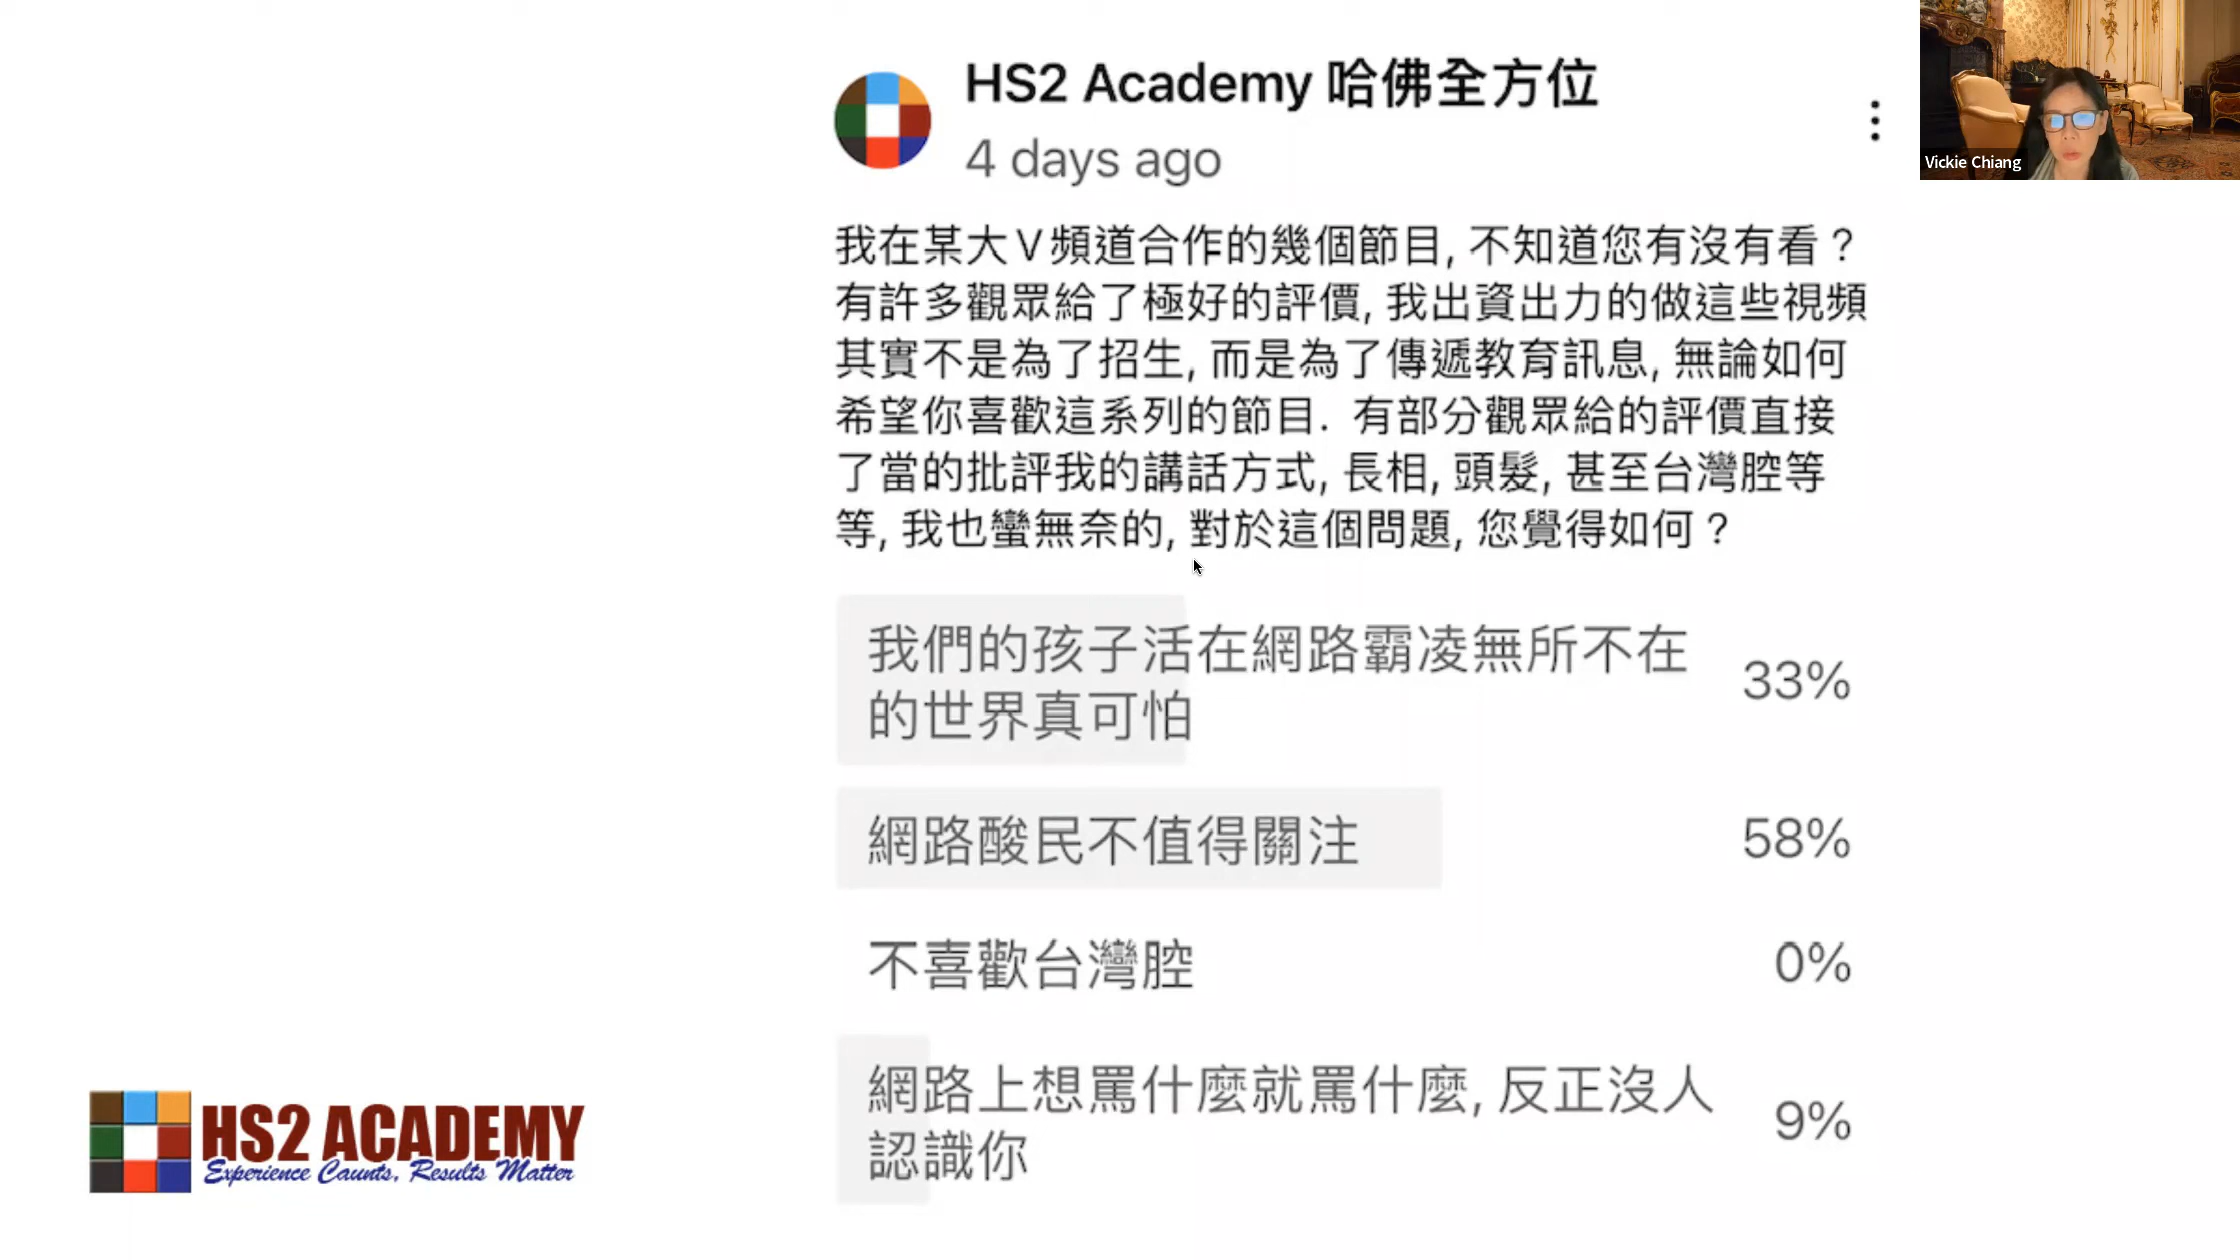 HS2 Academy 哈佛全方位
4 days ago
我在某大V頻道合作的幾個節目, 不知道您有沒有看？
有許多觀眾給了極好的評價, 我出資出力的做這些視頻
其實不是為了招生, 而是為了傳遞教育訊息, 無論如何
希望你喜歡這系列的節目. 有部分觀眾給的評價直接
了當的批評我的講話方式, 長相, 頭髮, 甚至台灣腔等
等, 我也蠻無奈的, 對於這個問題, 您覺得如何？
我們的孩子活在網路霸凌無所不在
的世界真可怕
33%
網路酸民不值得關注
58%
不喜歡台灣腔
0%
網路上想罵什麼就罵什麼, 反正沒人
認識你
9%
HS2 ACADEMY
Experience Counts, Results Matter
Vickie Chiang